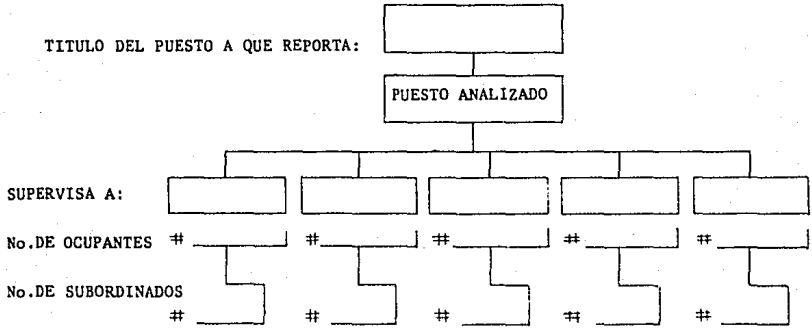 TITULO DEL PUESTO A QUE REPORTA:
PUESTO ANALIZADO
SUPERVISA A:
No.DE OCUPANTES # # # # #
No.DE SUBORDINADOS
# # # # #